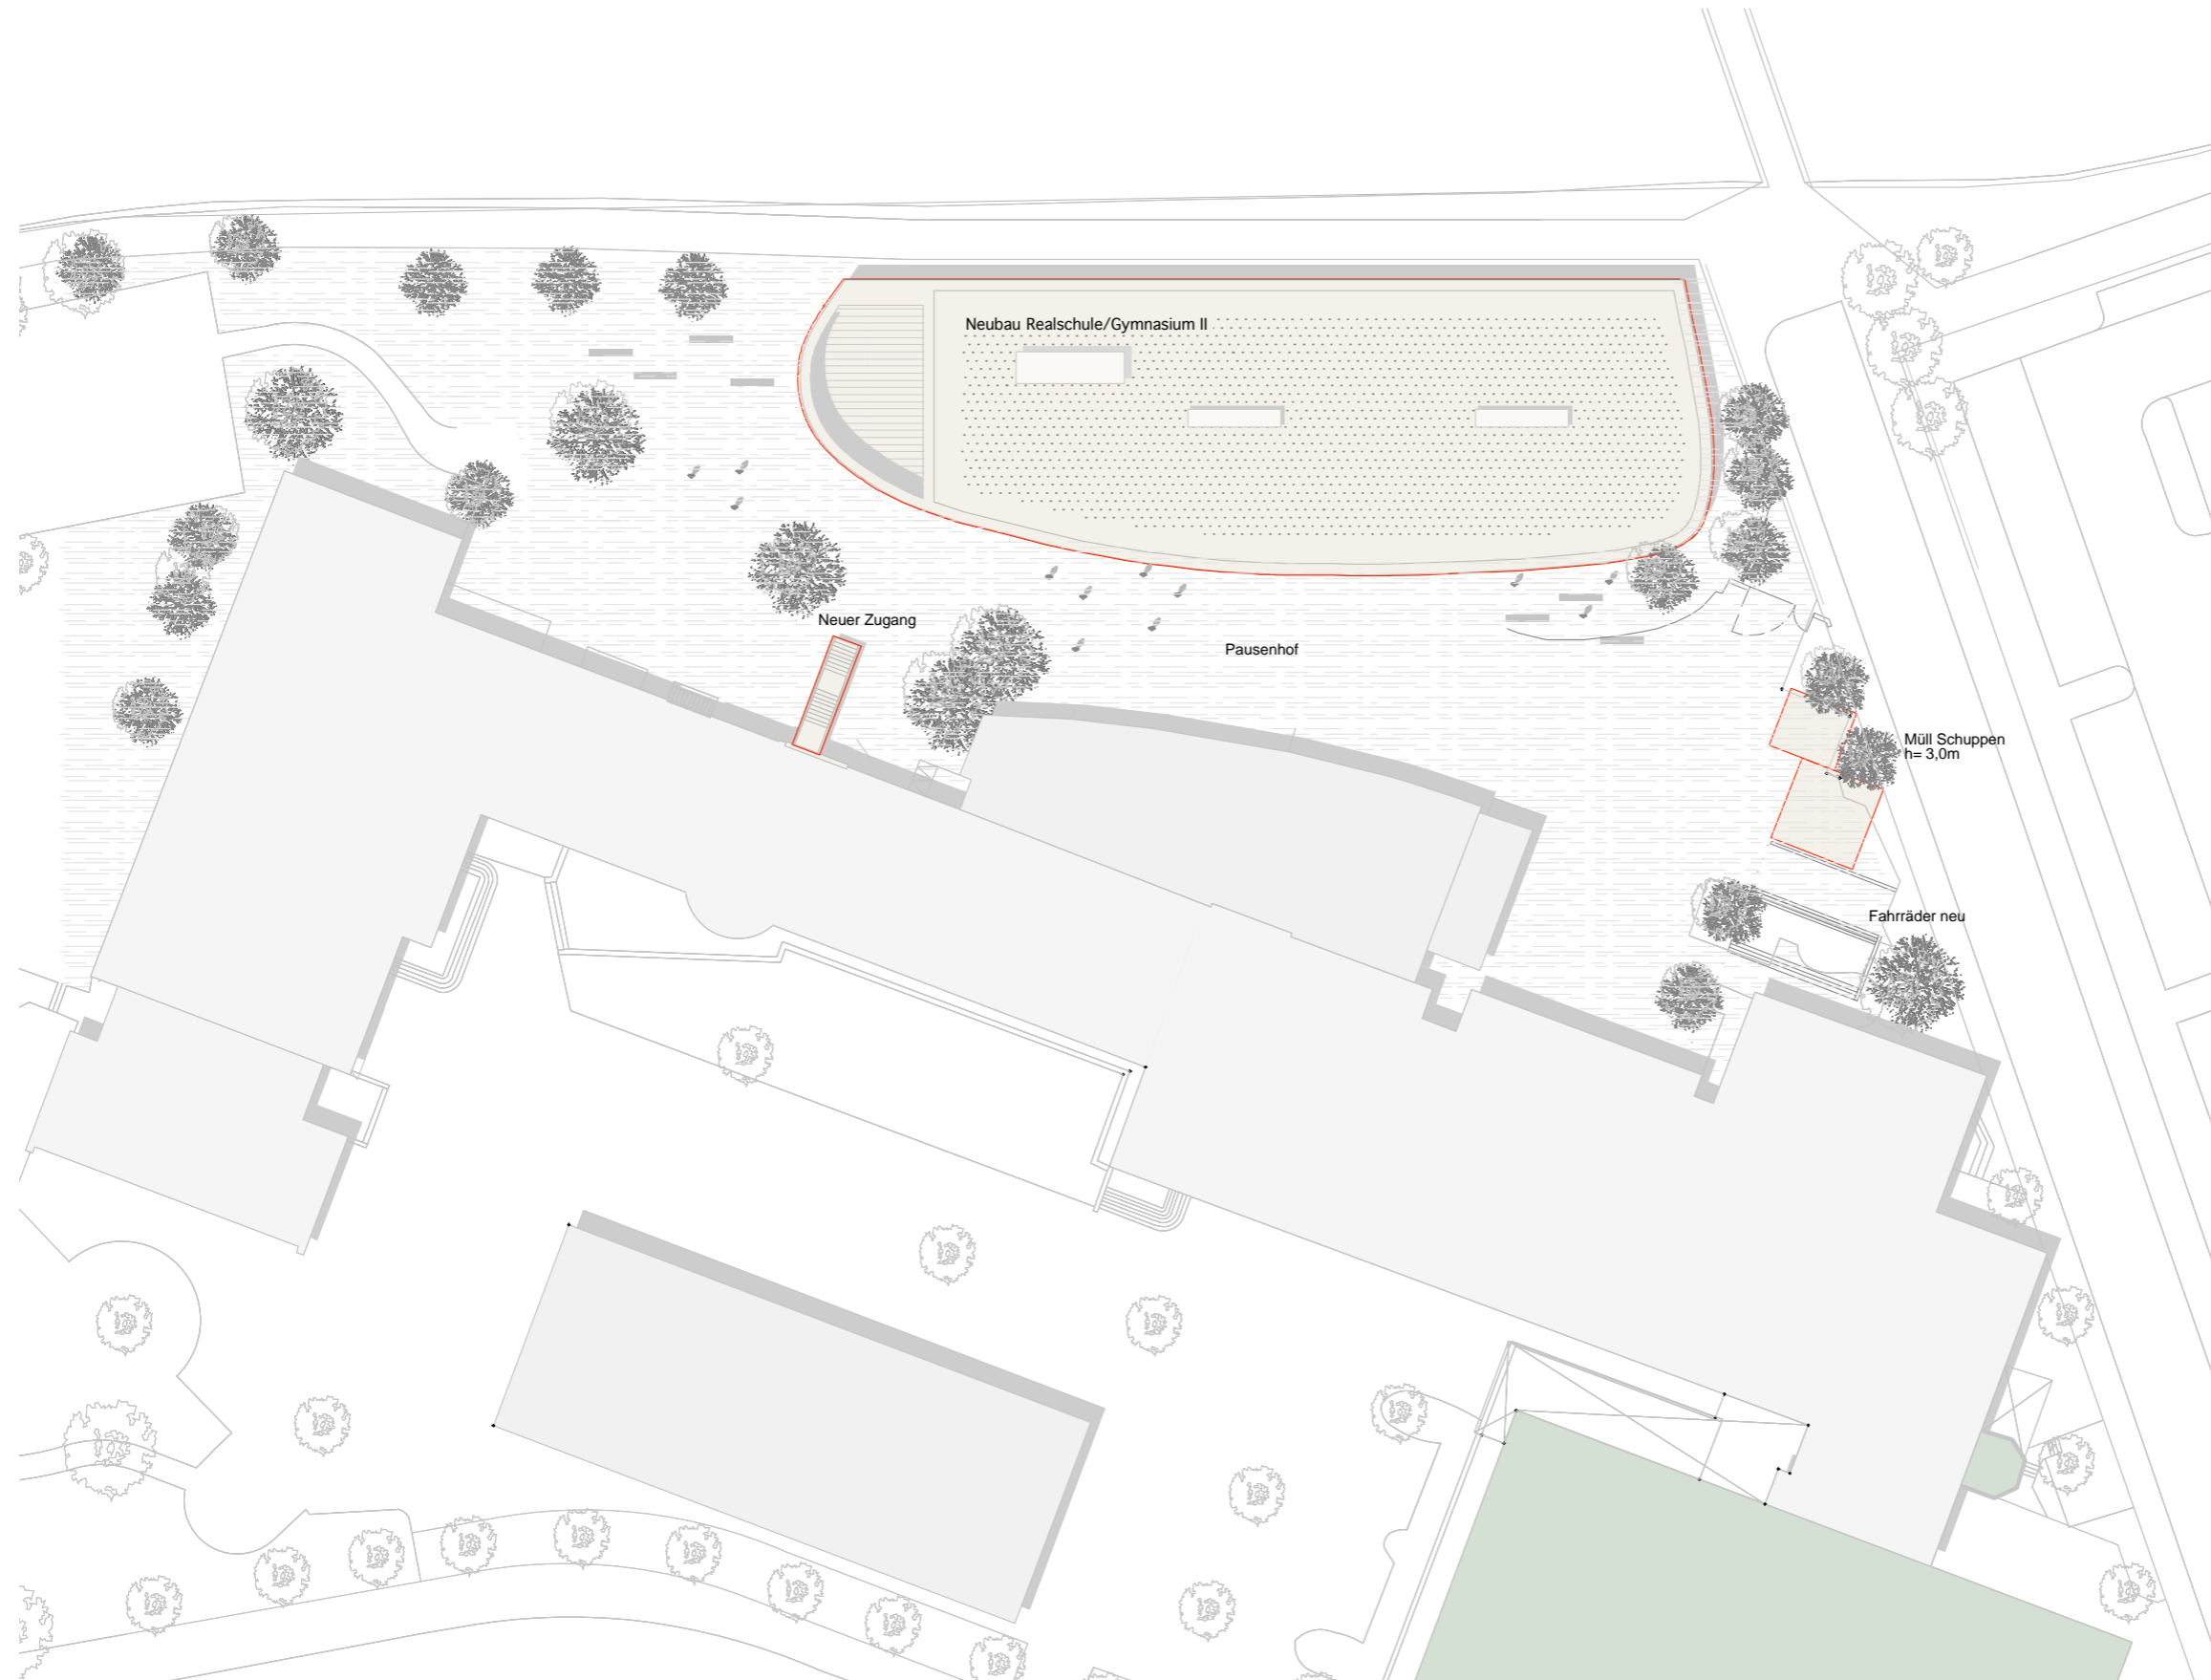 Neubau Realschule/Gymnasium II
Neuer Zugang
Pausenhof
Müll Schuppen
h= 3,0m
Fahrräder neu